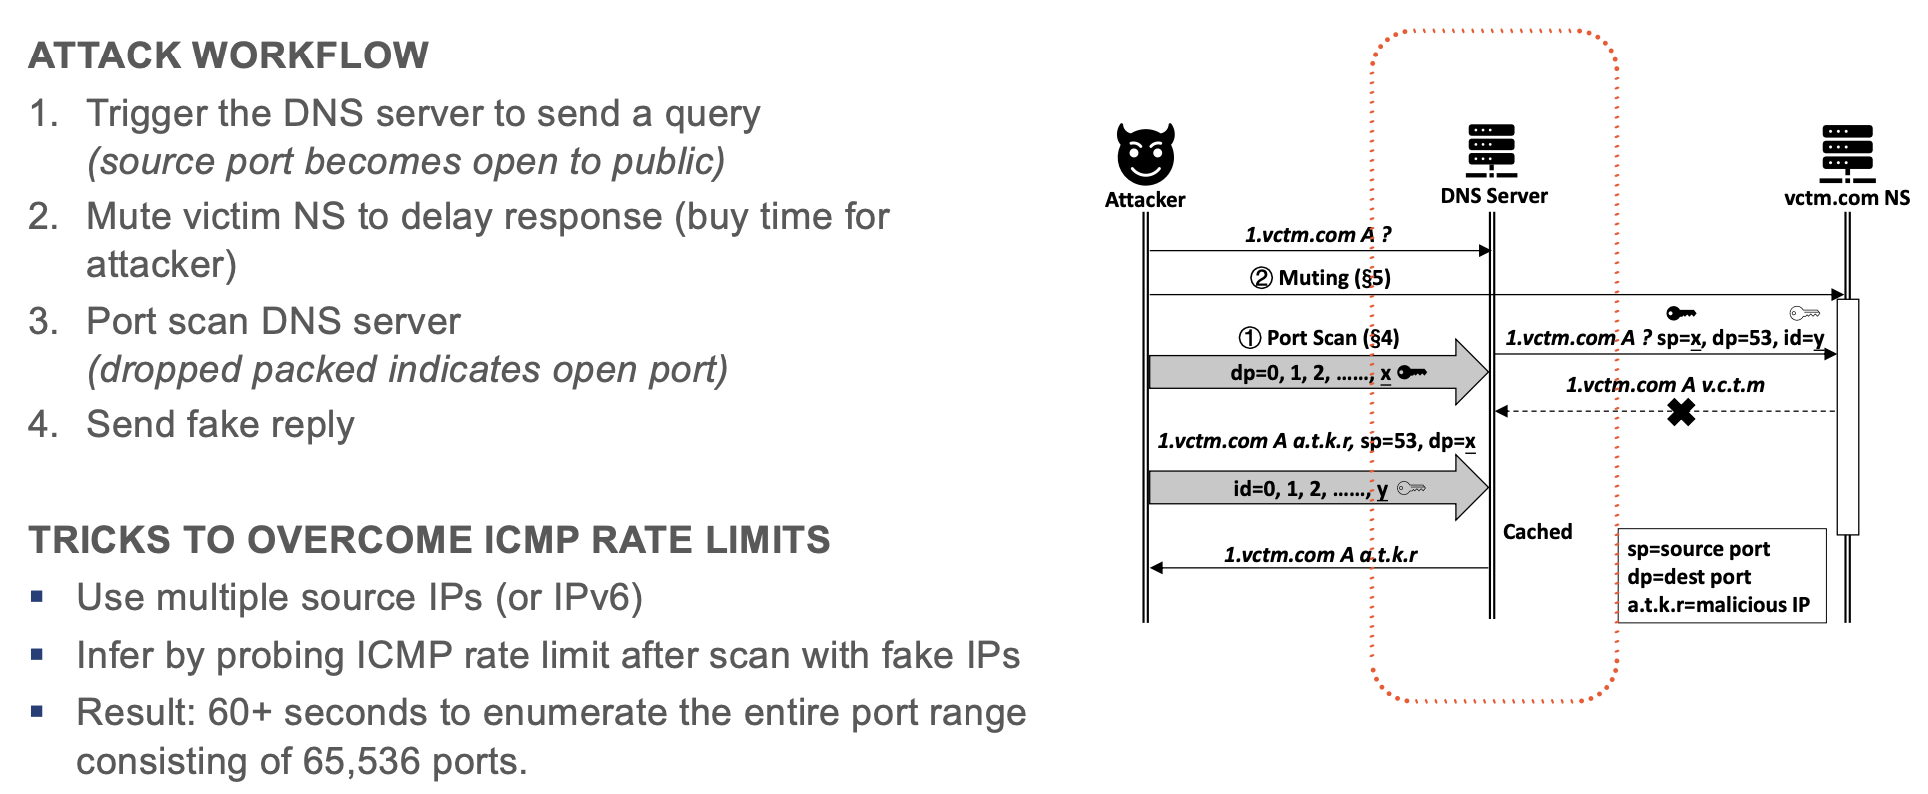 ATTACK WORKFLOW
1. Trigger the DNS server to send a query
(source port becomes open to public)
2. Mute victim NS to delay response (buy time for
attacker)
3. Port scan DNS server
(dropped packed indicates open port)
4. Send fake reply
TRICKS TO OVERCOME ICMP RATE LIMITS
▪ Use multiple source IPs (or IPv6)
▪ Infer by probing ICMP rate limit after scan with fake IPs
▪ Result: 60+ seconds to enumerate the entire port range
consisting of 65,536 ports.
Attacker
DNS Server
vctm.com NS
1.vctm.com A ?
② Muting (§5)
① Port Scan (§4)
1.vctm.com A ? sp=x, dp=53, id=y
dp=0, 1, 2, ......, x
1.vctm.com A v.c.t.m
1.vctm.com A a.t.k.r, sp=53, dp=x
id=0, 1, 2, ......, y
Cached
1.vctm.com A a.t.k.r
sp=source port
dp=dest port
a.t.k.r=malicious IP